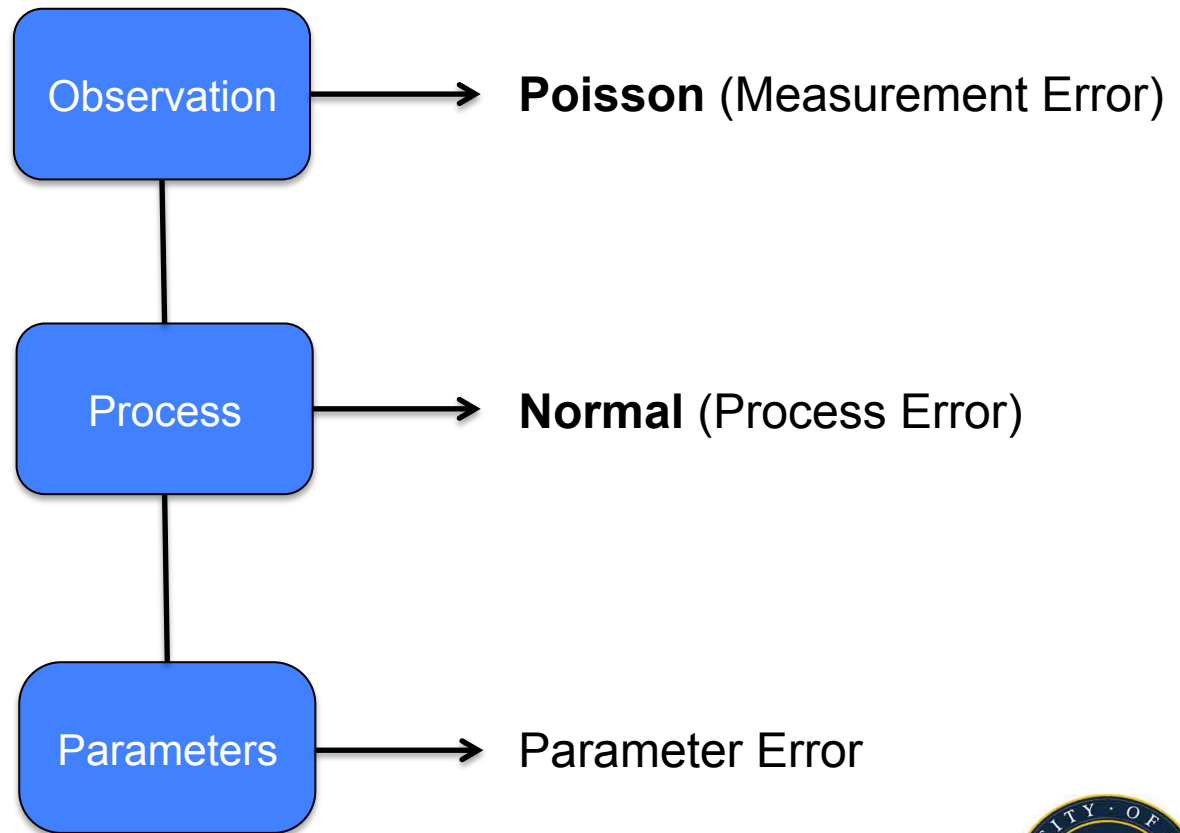 Observation
Poisson (Measurement Error)
Process
Normal (Process Error)
Parameters
Parameter Error